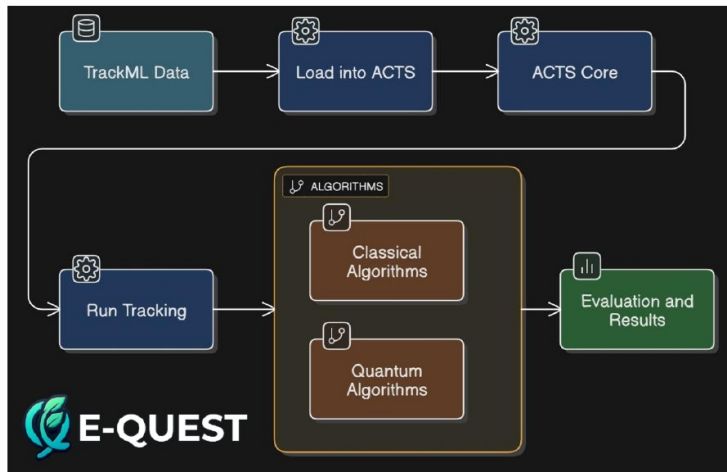 TrackML Data
Load into ACTS
ACTS Core
ALGORITHMS
Classical
Algorithms
Run Tracking
Evaluation and
Results
Quantum
Algorithms
E-QUEST